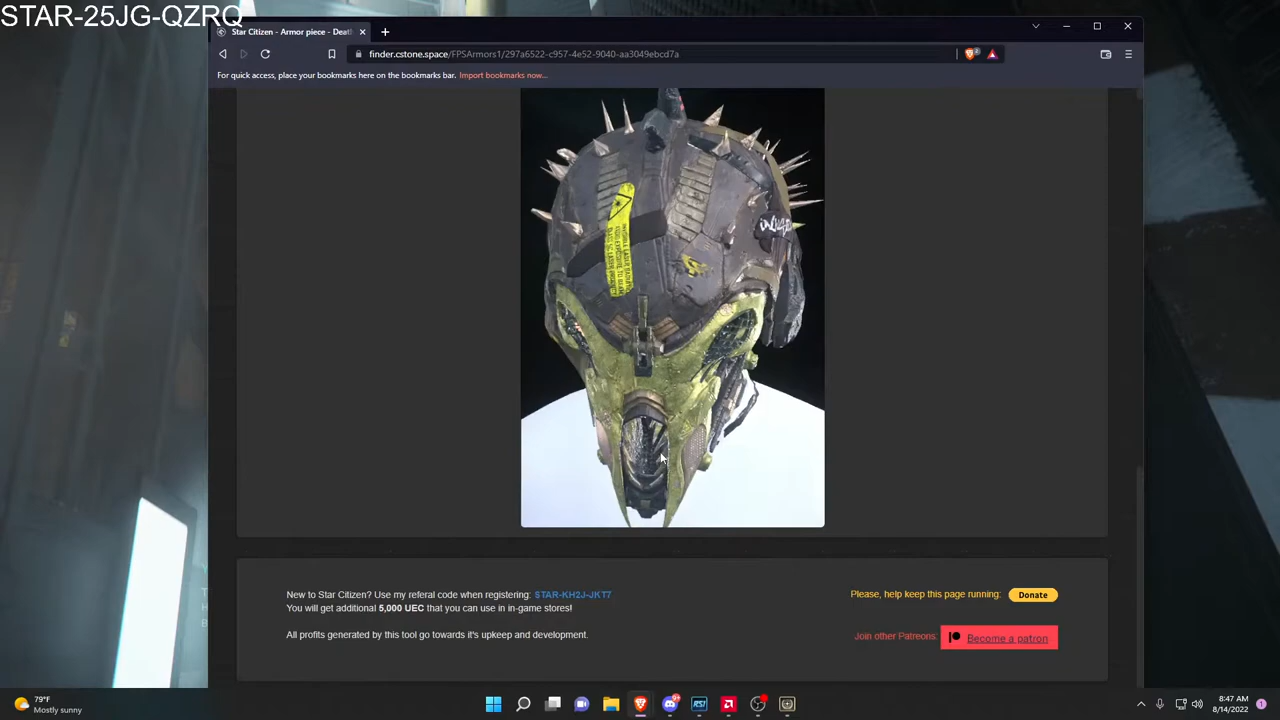 STAR-25JG-QZRQ
Star Citizen - Armor piece - Death
finder.cstone.space/FPSArmors1/297a6522-c957-4e52-9040-aa3049ebcd7a
For quick access, place your bookmarks here on the bookmarks bar. Import bookmarks now...
New to Star Citizen? Use my referal code when registering: STAR-KH2J-JKT7
You will get additional 5,000 UEC that you can use in in-game stores!
All profits generated by this tool go towards it's upkeep and development.
Please, help keep this page running: Donate
Join other Patreons: Become a patron
79°F
Mostly sunny
RSI
9+
8:47 AM
8/14/2022
1